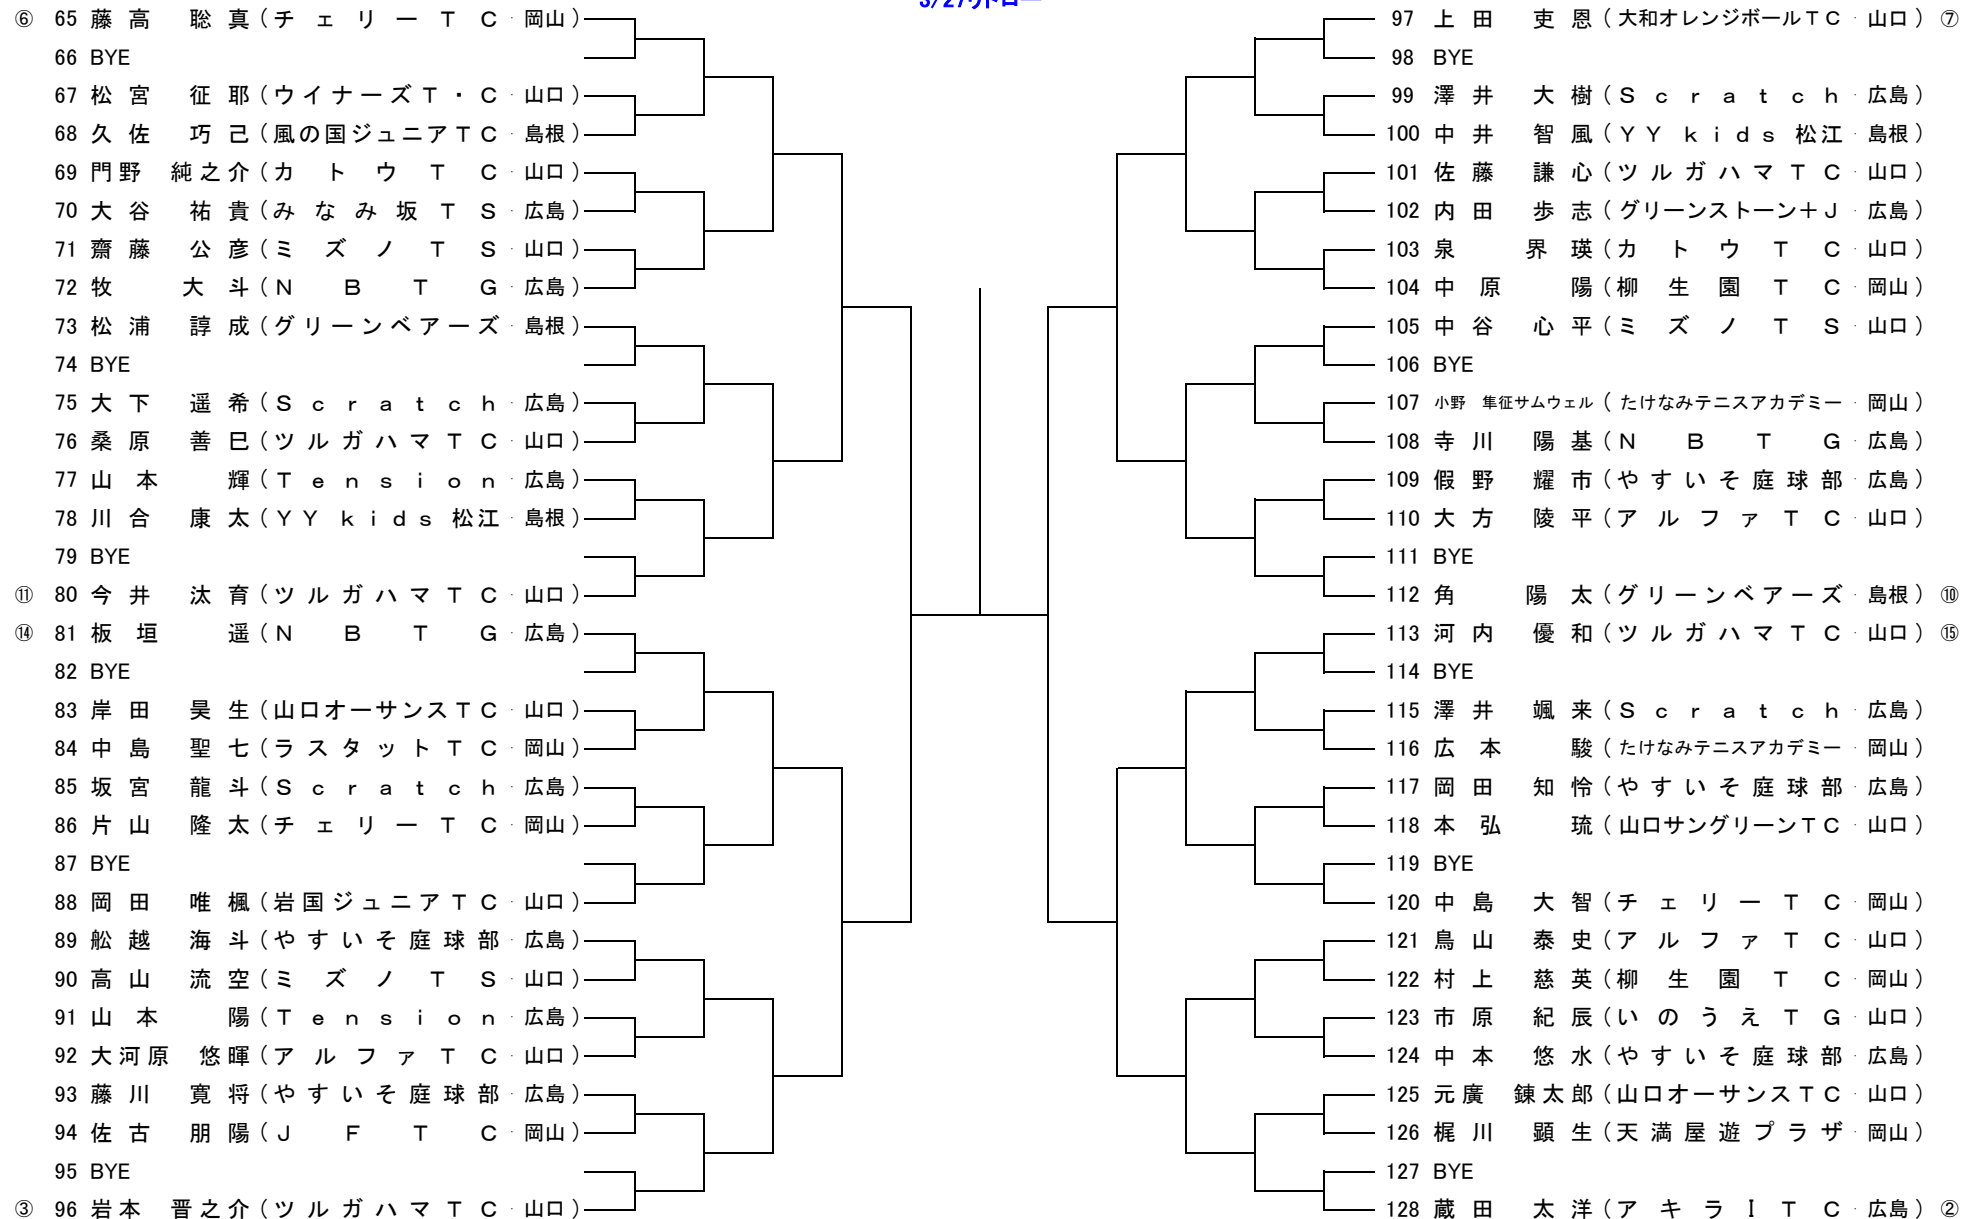 3/27リドロー
⑥ 65 藤高 聡真 (チェリーTC・岡山)
66 BYE
67 松宮 征耶 (ウイナーズT・C・山口)
68 久佐 巧己 (風の国ジュニアTC・島根)
69 門野 純之介 (カトウTC・山口)
70 大谷 祐貴 (みなみ坂TS・広島)
71 齋藤 公彦 (ミズノTS・山口)
72 牧 大斗 (NBTG・広島)
73 松浦 諄成 (グリーンベアーズ・島根)
74 BYE
75 大下 遥希 (Scratch・広島)
76 桑原 善巳 (ツルガハマTC・山口)
77 山本 輝 (Tension・広島)
78 川合 康太 (YYkids松江・島根)
79 BYE
⑪ 80 今井 汰育 (ツルガハマTC・山口)
⑭ 81 板垣 遥 (NBTG・広島)
82 BYE
83 岸田 昊生 (山口オーサンスTC・山口)
84 中島 聖七 (ラスタットTC・岡山)
85 坂宮 龍斗 (Scratch・広島)
86 片山 隆太 (チェリーTC・岡山)
87 BYE
88 岡田 唯楓 (岩国ジュニアTC・山口)
89 舩越 海斗 (やすいそ庭球部・広島)
90 高山 流空 (ミズノTS・山口)
91 山本 陽 (Tension・広島)
92 大河原 悠暉 (アルファTC・山口)
93 藤川 寛将 (やすいそ庭球部・広島)
94 佐古 朋陽 (JFTC・岡山)
95 BYE
③ 96 岩本 晋之介 (ツルガハマTC・山口)
97 上田 吏恩 (大和オレンジボールTC・山口) ⑦
98 BYE
99 澤井 大樹 (Scratch・広島)
100 中井 智風 (YYkids松江・島根)
101 佐藤 謙心 (ツルガハマTC・山口)
102 内田 歩志 (グリーンストーン+J・広島)
103 泉 界瑛 (カトウTC・山口)
104 中原 陽 (柳生園TC・岡山)
105 中谷 心平 (ミズノTS・山口)
106 BYE
107 小野 隼征サムウェル (たけなみテニスアカデミー・岡山)
108 寺川 陽基 (NBTG・広島)
109 假野 耀市 (やすいそ庭球部・広島)
110 大方 陵平 (アルファTC・山口)
111 BYE
112 角 陽太 (グリーンベアーズ・島根) ⑩
113 河内 優和 (ツルガハマTC・山口) ⑮
114 BYE
115 澤井 颯来 (Scratch・広島)
116 広本 駿 (たけなみテニスアカデミー・岡山)
117 岡田 知怜 (やすいそ庭球部・広島)
118 本弘 琉 (山口サングリーンTC・山口)
119 BYE
120 中島 大智 (チェリーTC・岡山)
121 鳥山 泰史 (アルファTC・山口)
122 村上 慈英 (柳生園TC・岡山)
123 市原 紀辰 (いのうえTG・山口)
124 中本 悠水 (やすいそ庭球部・広島)
125 元廣 錬太郎 (山口オーサンスTC・山口)
126 梶川 顕生 (天満屋遊プラザ・岡山)
127 BYE
128 蔵田 太洋 (アキラITC・広島) ②